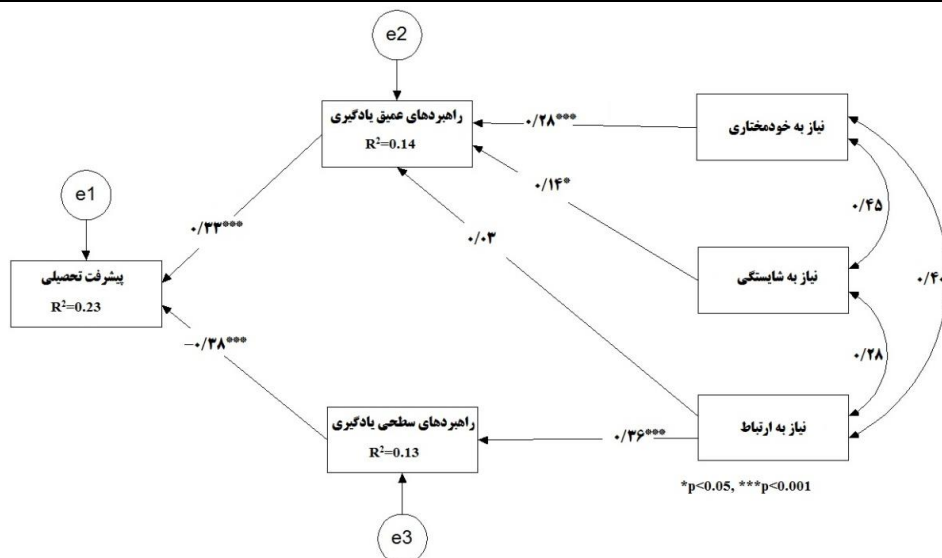 e2
راهبردهای عمیق یادگیری
R²=0.14
۰/۲۸***
نیاز به خودمختاری
۰/۱۴*
۰/۴۵
e1
۰/۳۳***
۰/۰۳
پیشرفت تحصیلی
R²=0.23
نیاز به شایستگی
۰/۴۰
−۰/۳۸***
۰/۲۸
راهبردهای سطحی یادگیری
R²=0.13
۰/۳۶***
نیاز به ارتباط
*p<0.05, ***p<0.001
e3